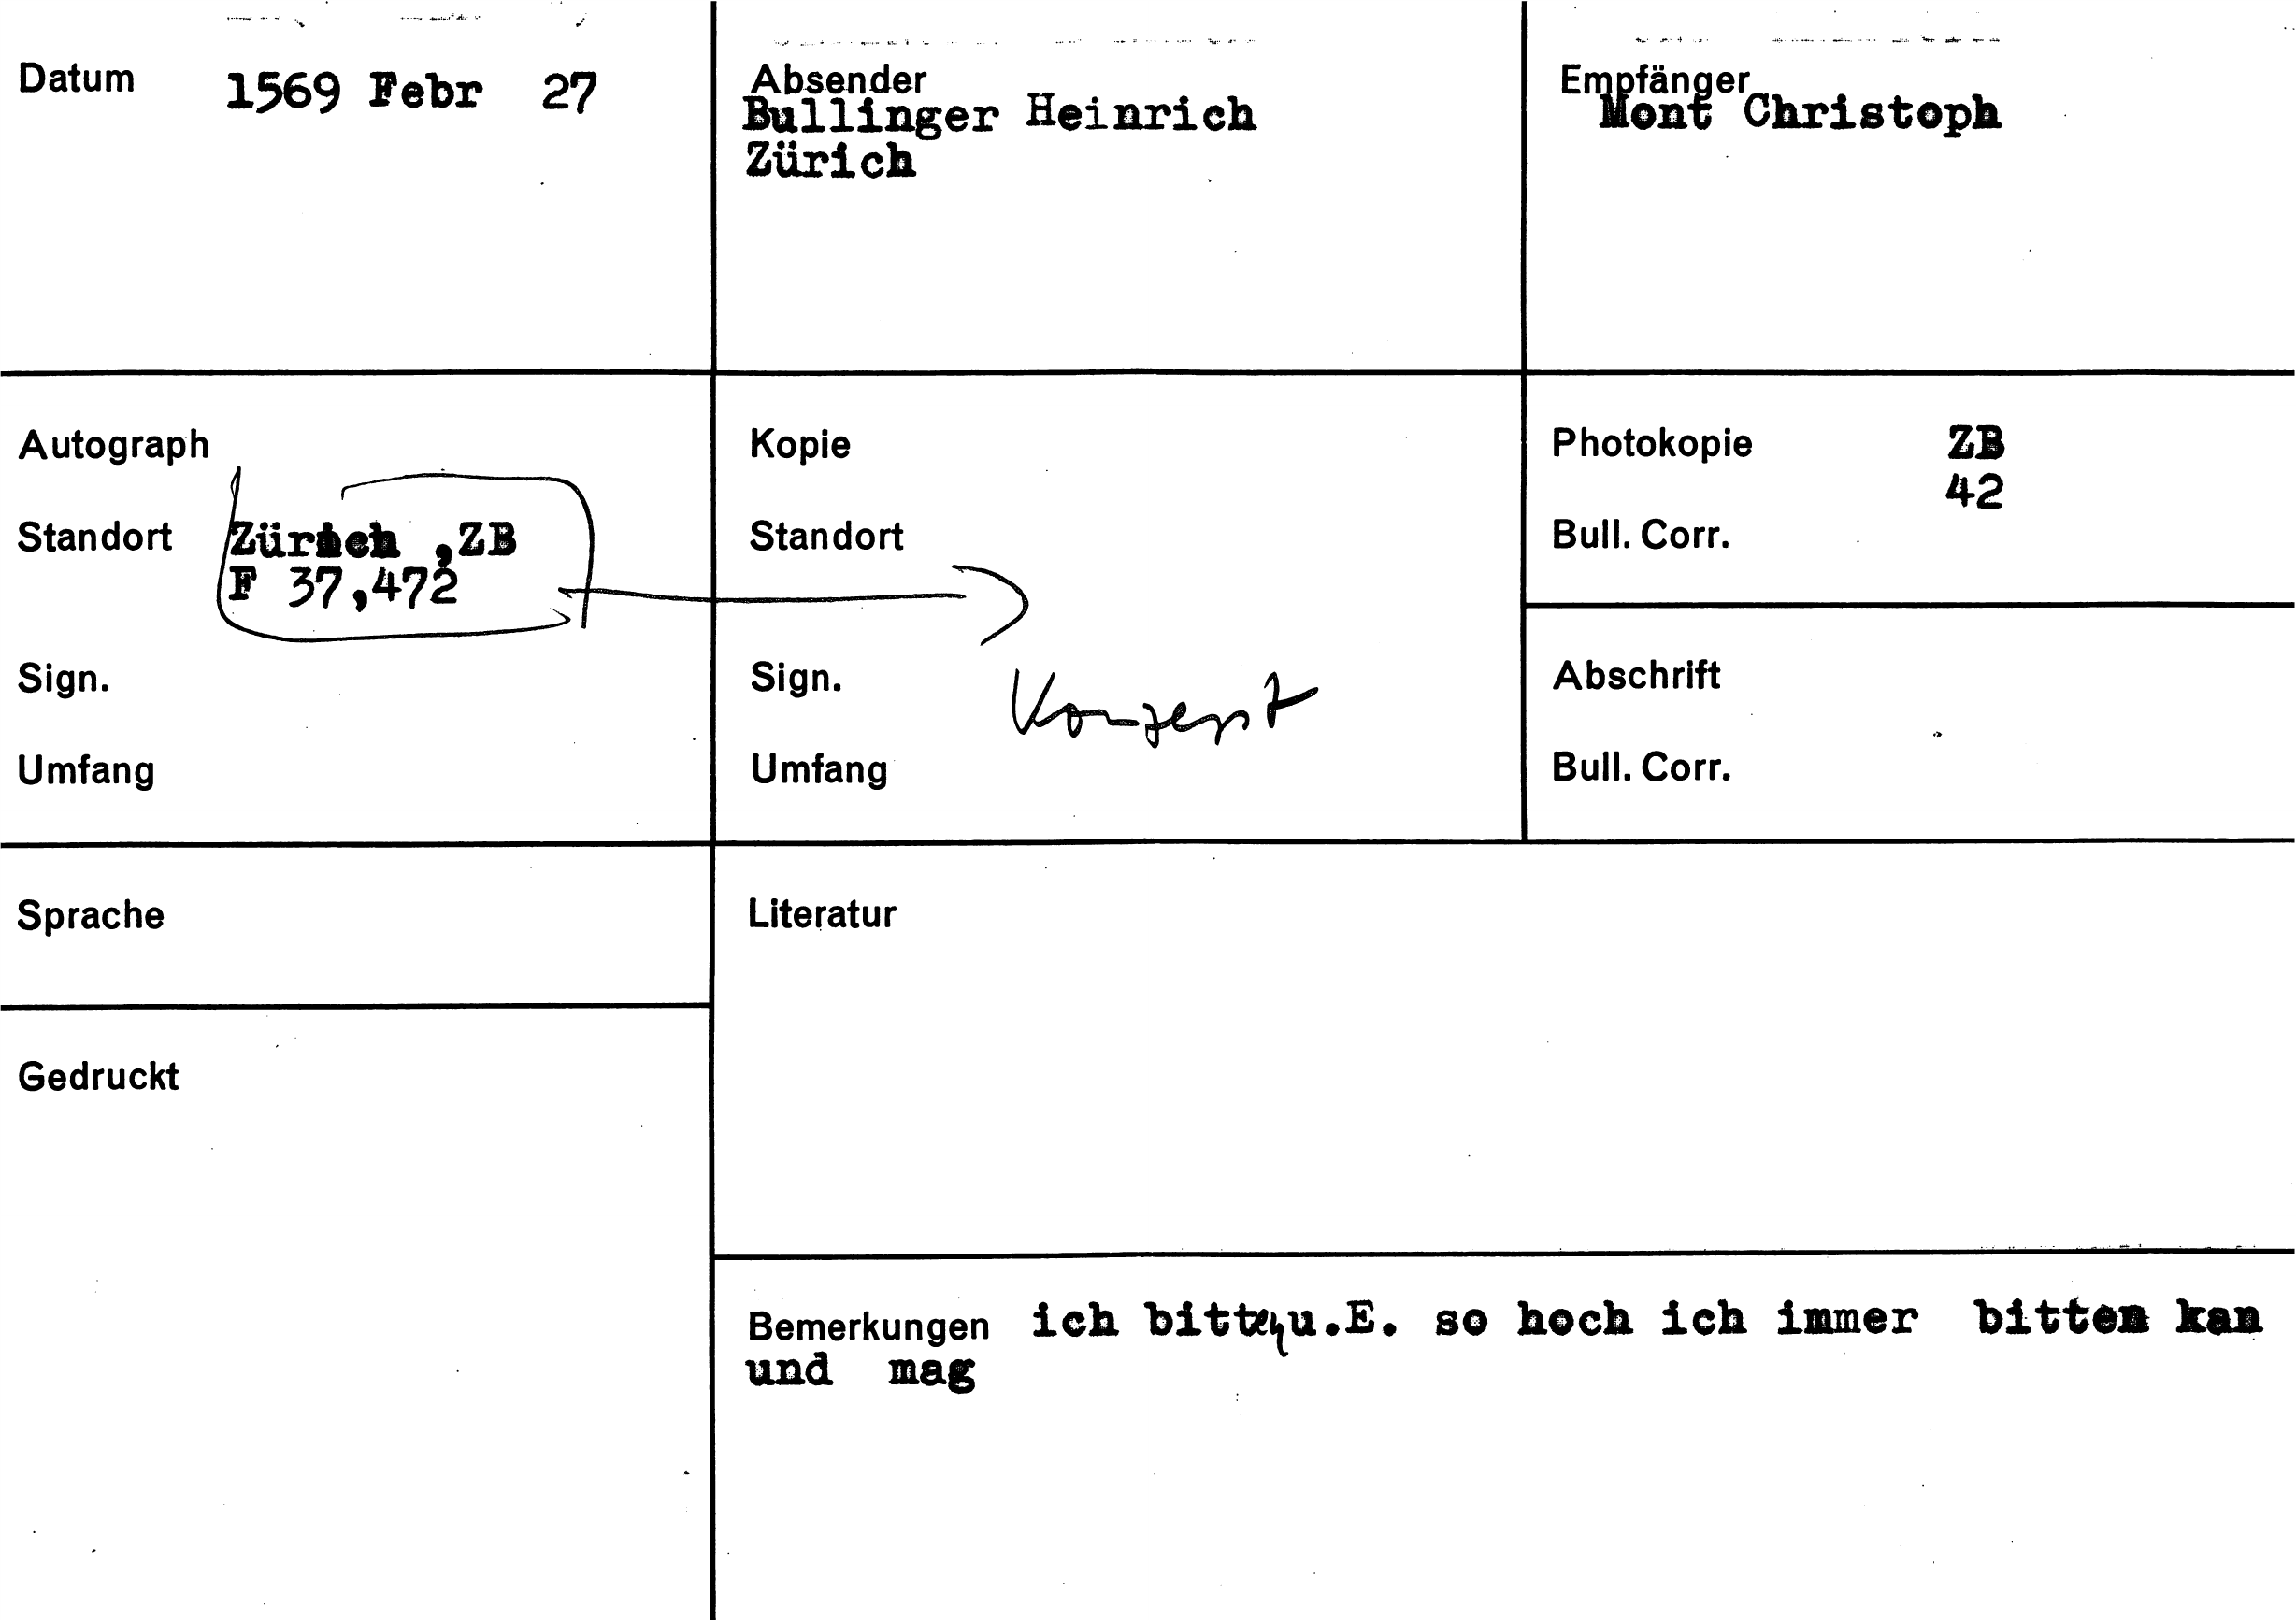 Datum 1569 Febr 27
Absender
Bullinger Heinrich
Zürich
Empfänger
Mont Christoph
Autograph
Standort Zürich ,ZB
F 37,472
Sign.
Umfang
Kopie
Standort
Sign. Konzept
Umfang
Photokopie ZB
42
Bull. Corr.
Abschrift
Bull. Corr.
Sprache
Gedruckt
Literatur
Bemerkungen ich bitt u.E. so hoch ich immer bitten kan
und mag